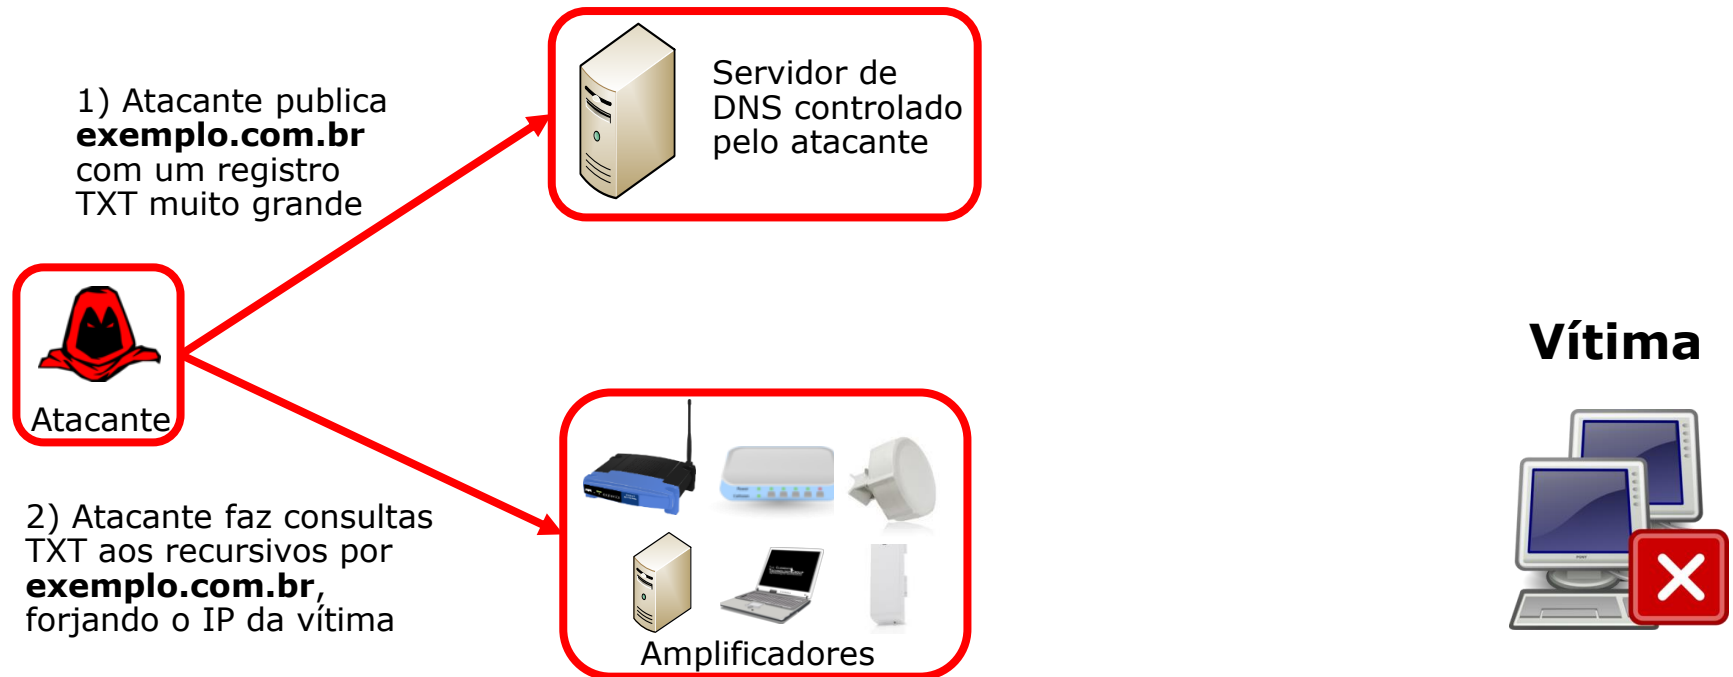 1) Atacante publica
exemplo.com.br
com um registro
TXT muito grande
Servidor de
DNS controlado
pelo atacante
Atacante
Vítima
2) Atacante faz consultas
TXT aos recursivos por
exemplo.com.br,
forjando o IP da vítima
Amplificadores